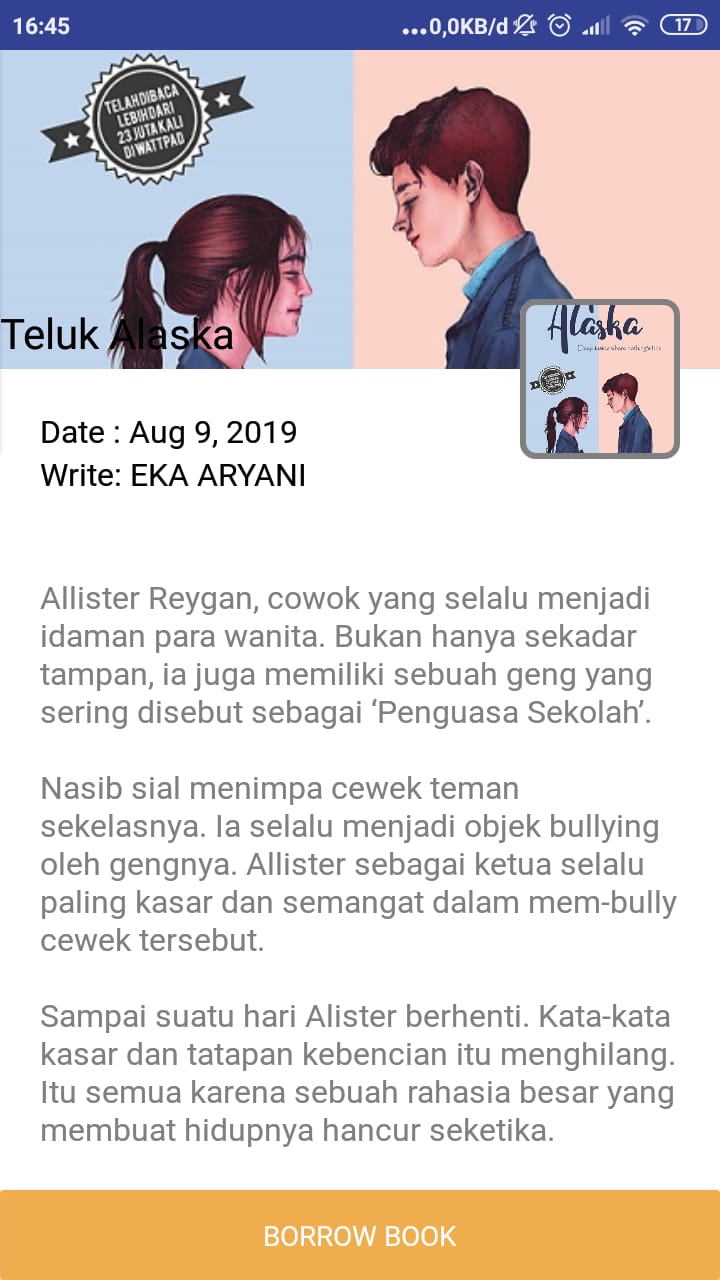 16:45
...0,0KB/d
17
TELAH DIBACA
LEBIH DARI
23 JUTA KALI
DI WATTPAD
Teluk Alaska
Alaska
Date : Aug 9, 2019
Write: EKA ARYANI
Allister Reygan, cowok yang selalu menjadi
idaman para wanita. Bukan hanya sekadar
tampan, ia juga memiliki sebuah geng yang
sering disebut sebagai ‘Penguasa Sekolah’.
Nasib sial menimpa cewek teman
sekelasnya. Ia selalu menjadi objek bullying
oleh gengnya. Allister sebagai ketua selalu
paling kasar dan semangat dalam mem-bully
cewek tersebut.
Sampai suatu hari Alister berhenti. Kata-kata
kasar dan tatapan kebencian itu menghilang.
Itu semua karena sebuah rahasia besar yang
membuat hidupnya hancur seketika.
BORROW BOOK